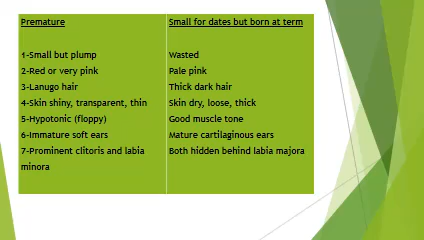 Premature
1-Small but plump
2-Red or very pink
3-Lanugo hair
4-Skin shiny, transparent, thin
5-Hypotonic (floppy)
6-Immature soft ears
7-Prominent clitoris and labia
minora
Small for dates but born at term
Wasted
Pale pink
Thick dark hair
Skin dry, loose, thick
Good muscle tone
Mature cartilaginous ears
Both hidden behind labia majora